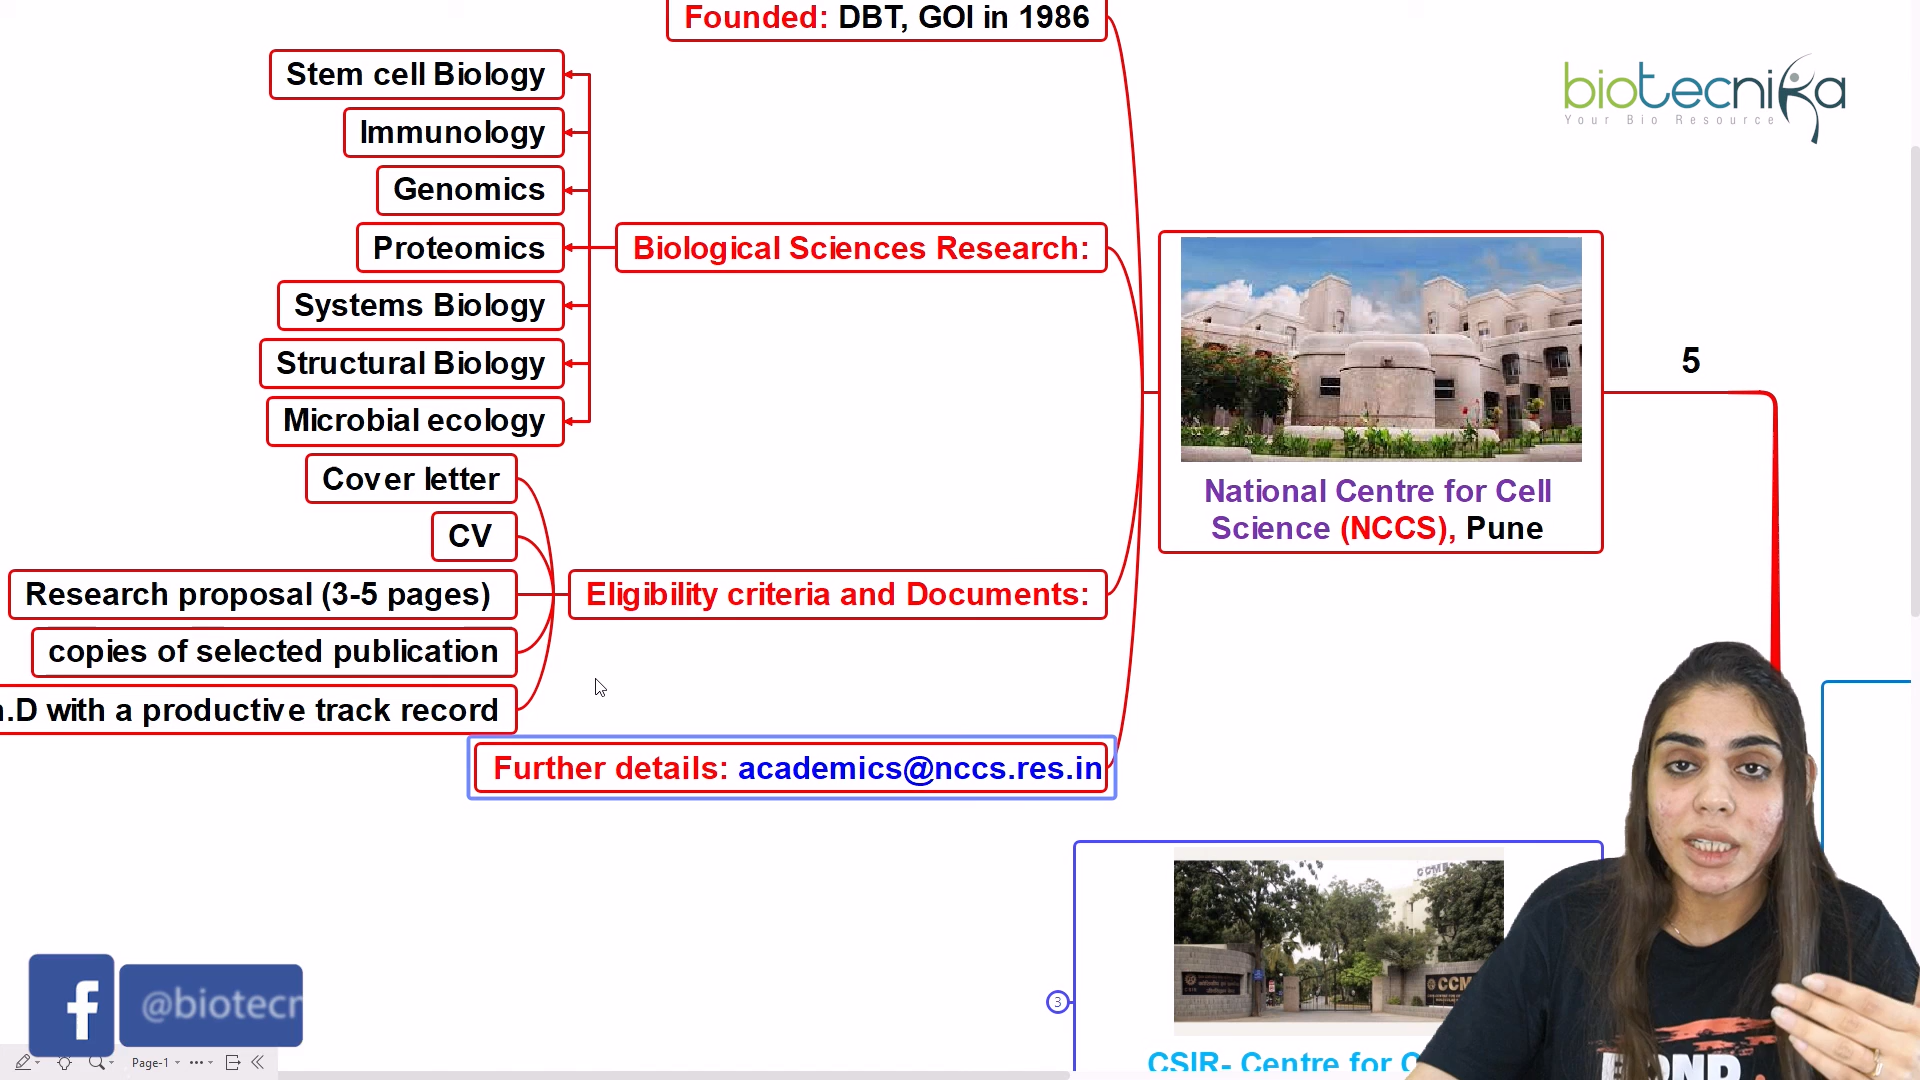 Founded: DBT, GOI in 1986
Stem cell Biology
Immunology
Genomics
Proteomics
Systems Biology
Structural Biology
Microbial ecology
Biological Sciences Research:
Cover letter
CV
Research proposal (3-5 pages)
copies of selected publication
.D with a productive track record
Eligibility criteria and Documents:
Further details: academics@nccs.res.in
biotecnika
Your Bio Resource
5
National Centre for Cell
Science (NCCS), Pune
3
CCM
CSIR- Centre for C
f
@biotec
Page-1